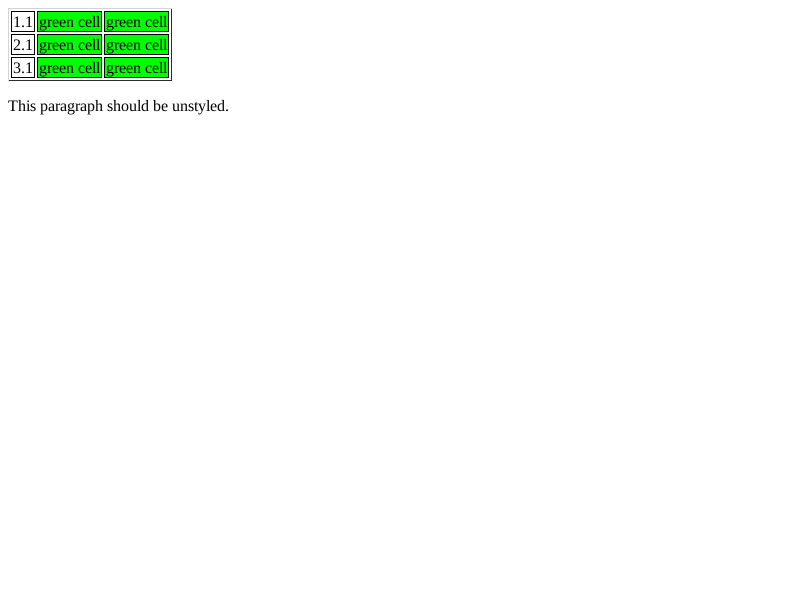 1.1 green cell green cell
2.1 green cell green cell
3.1 green cell green cell
This paragraph should be unstyled.